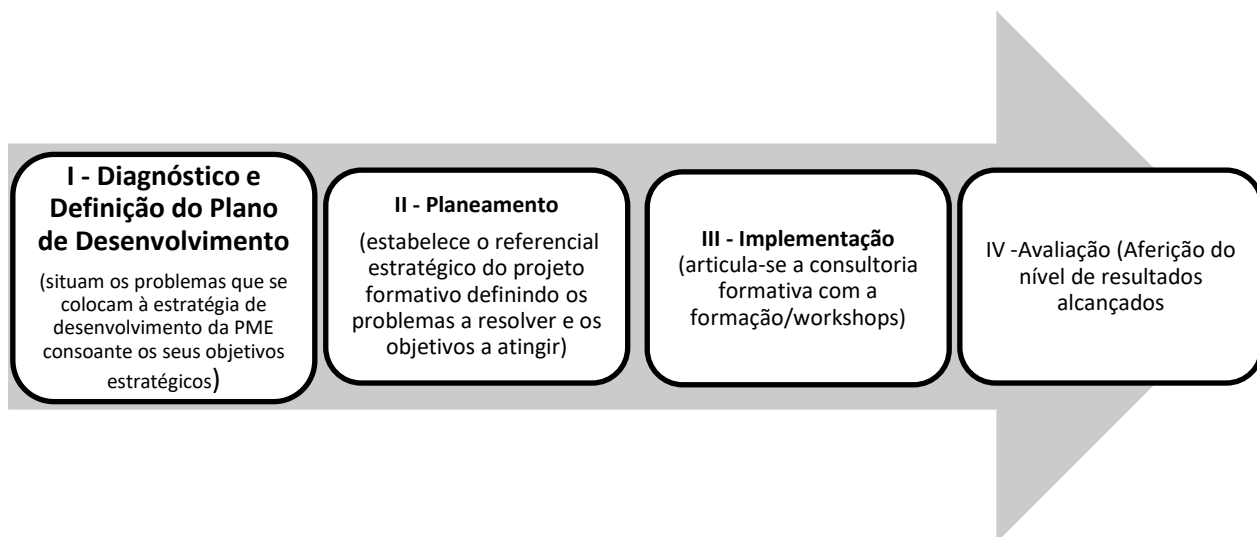 I - Diagnóstico e
Definição do Plano
de Desenvolvimento
(situam os problemas que se
colocam à estratégia de
desenvolvimento da PME
consoante os seus objetivos
estratégicos)
II - Planeamento
(estabelece o referencial
estratégico do projeto
formativo definindo os
problemas a resolver e os
objetivos a atingir)
III - Implementação
(articula-se a consultoria
formativa com a
formação/workshops)
IV -Avaliação (Aferição do
nível de resultados
alcançados